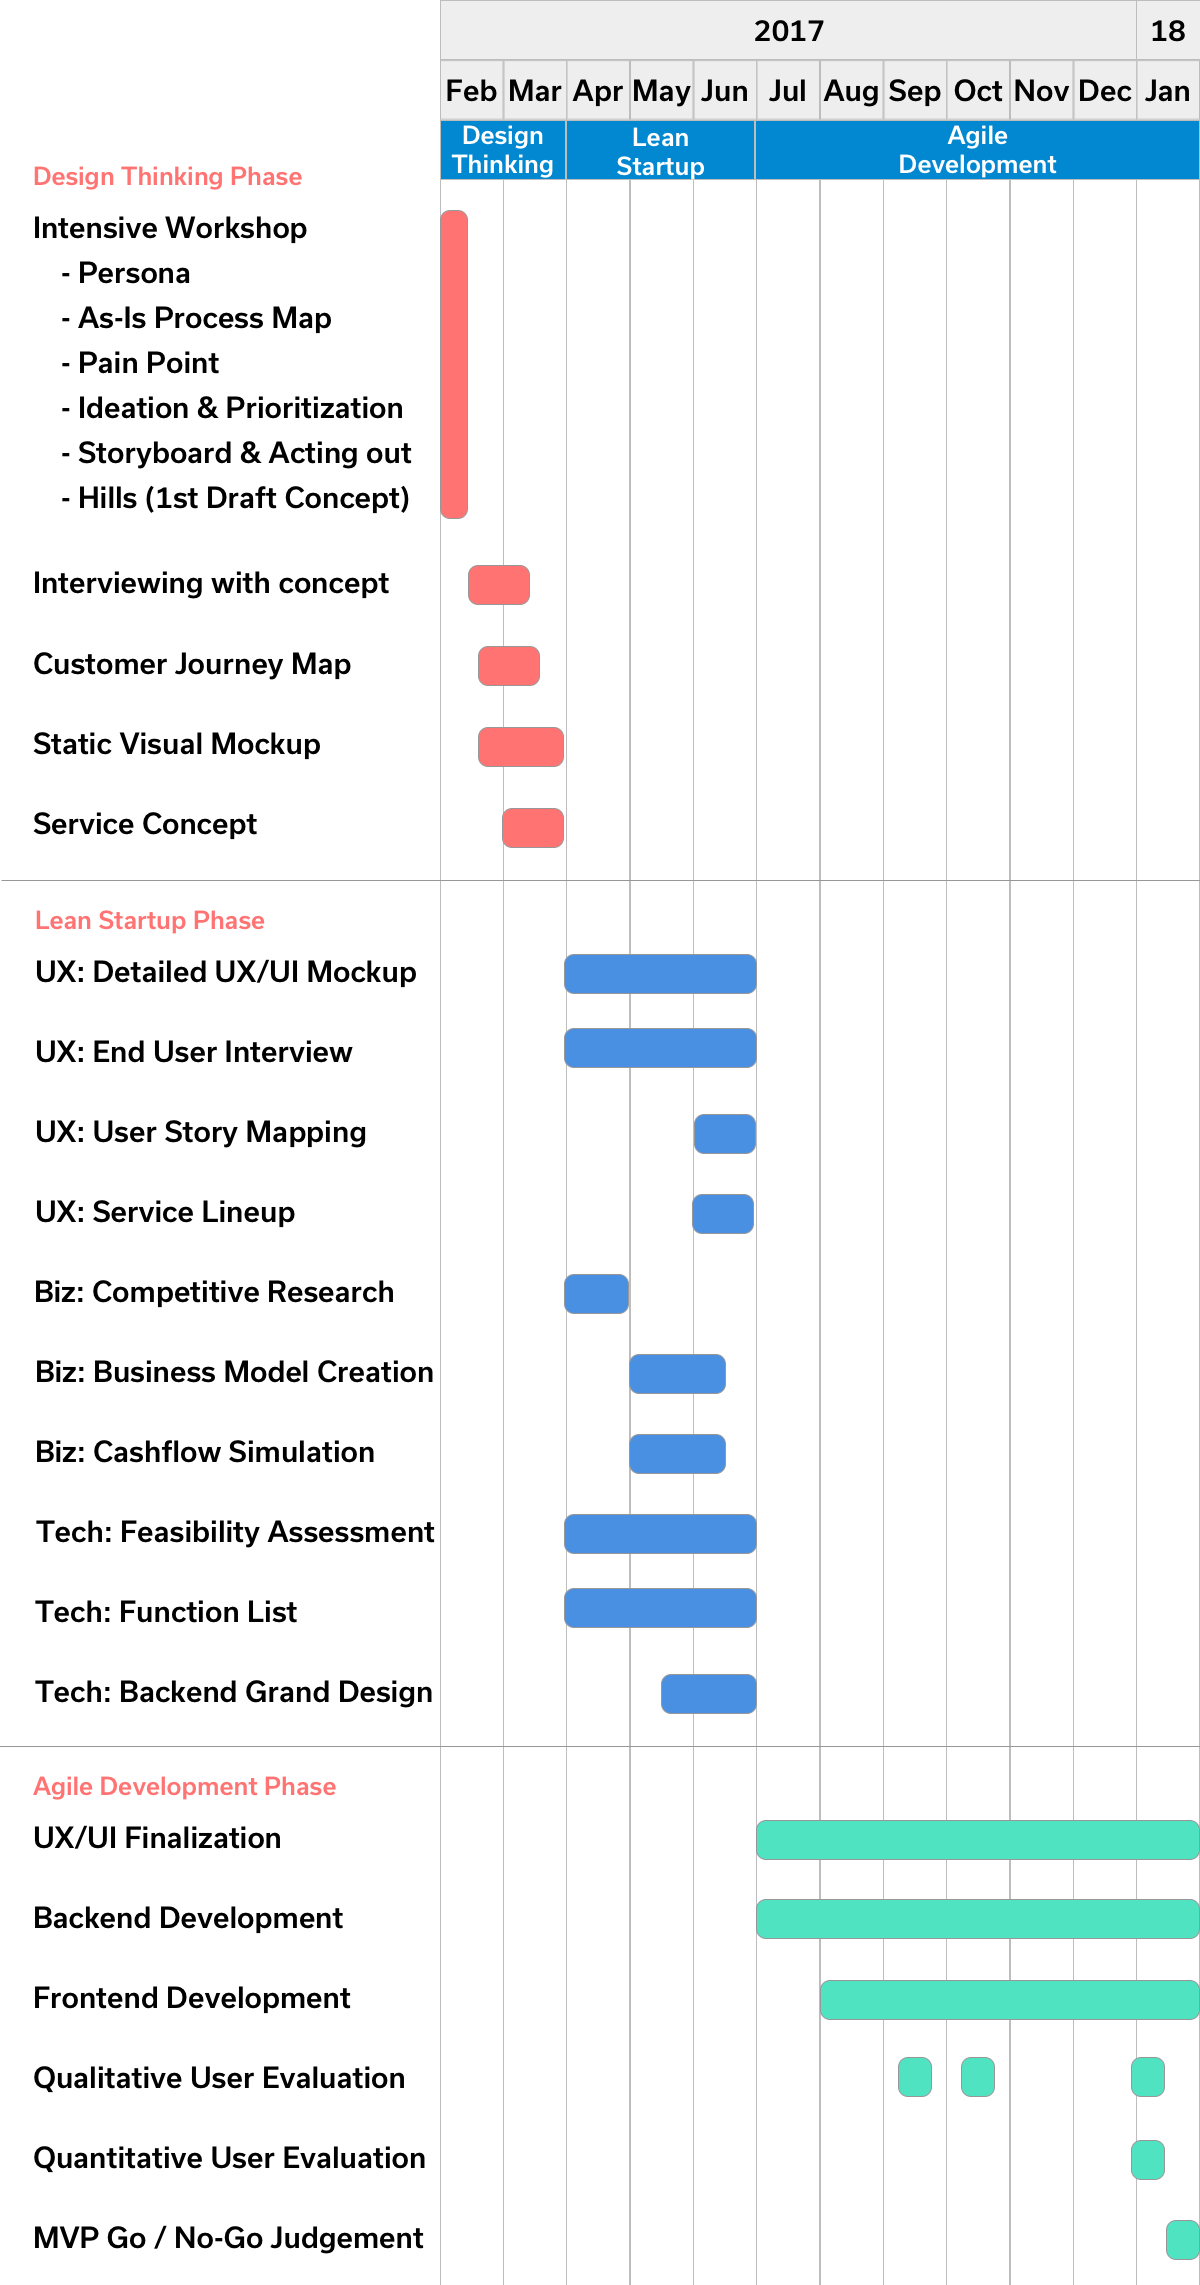 2017 18
Feb Mar Apr May Jun Jul Aug Sep Oct Nov Dec Jan
Design
Thinking
Lean
Startup
Agile
Development
Design Thinking Phase
Intensive Workshop
- Persona
- As-Is Process Map
- Pain Point
- Ideation & Prioritization
- Storyboard & Acting out
- Hills (1st Draft Concept)
Interviewing with concept
Customer Journey Map
Static Visual Mockup
Service Concept
Lean Startup Phase
UX: Detailed UX/UI Mockup
UX: End User Interview
UX: User Story Mapping
UX: Service Lineup
Biz: Competitive Research
Biz: Business Model Creation
Biz: Cashflow Simulation
Tech: Feasibility Assessment
Tech: Function List
Tech: Backend Grand Design
Agile Development Phase
UX/UI Finalization
Backend Development
Frontend Development
Qualitative User Evaluation
Quantitative User Evaluation
MVP Go / No-Go Judgement